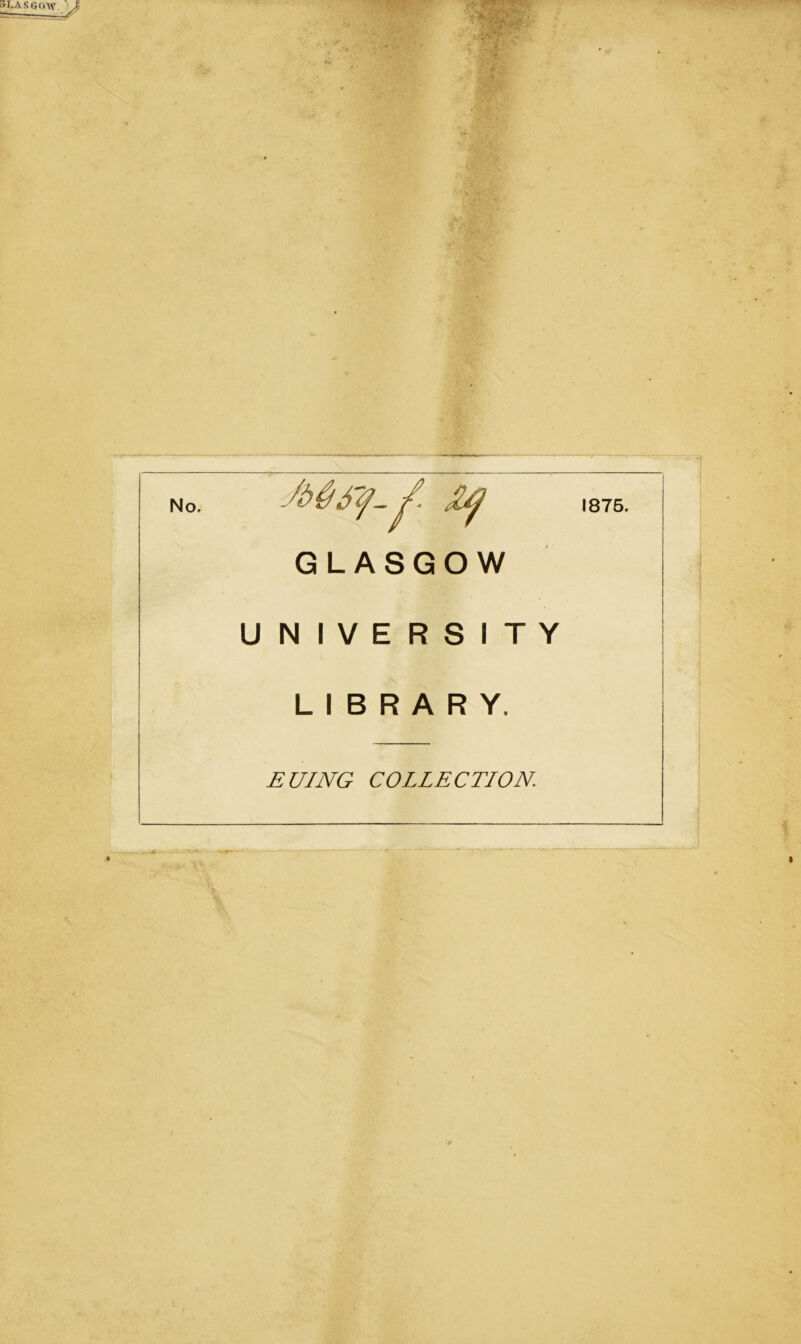 GLASGOW.
No. 1875.
GLASGOW
UNIVERSITY
LIBRARY.
EUING COLLECTION.